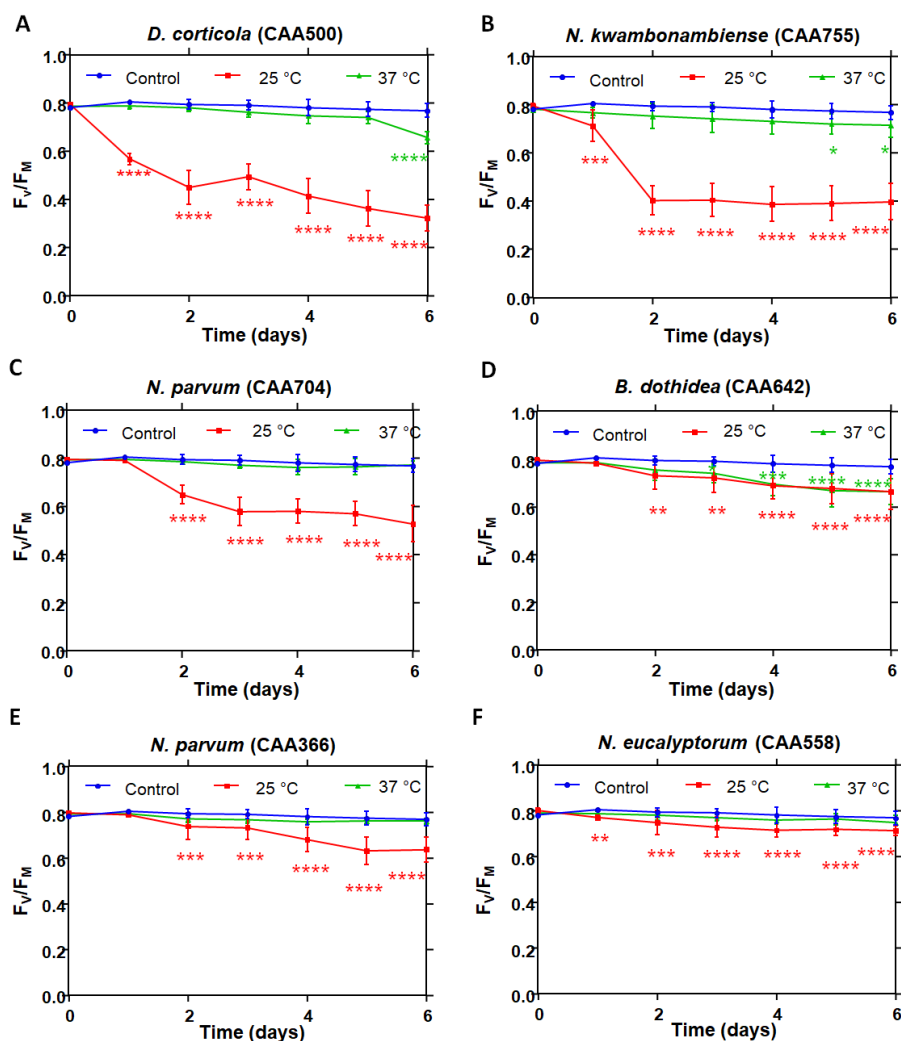 A
D. corticola (CAA500)
Control 25 °C 37 °C
1.0
0.8
0.6
0.4
0.8
0.0
FV/FM
****
****
****
****
****
****
****
0 2 4 6
Time (days)
B
N. kwambonambiense (CAA755)
Control 25 °C 37 °C
1.0
0.8
0.6
0.4
0.8
0.0
FV/FM
***
****
****
****
****
****
*
*
0 2 4 6
Time (days)
C
N. parvum (CAA704)
Control 25 °C 37 °C
1.0
0.8
0.6
0.4
0.8
0.0
FV/FM
****
****
****
****
****
0 2 4 6
Time (days)
D
B. dothidea (CAA642)
Control 25 °C 37 °C
1.0
0.8
0.6
0.4
0.8
0.0
FV/FM
*
***
****
****
**
**
****
****
****
0 2 4 6
Time (days)
E
N. parvum (CAA366)
Control 25 °C 37 °C
1.0
0.8
0.6
0.4
0.8
0.0
FV/FM
***
***
****
****
****
0 2 4 6
Time (days)
F
N. eucalyptorum (CAA558)
Control 25 °C 37 °C
1.0
0.8
0.6
0.4
0.8
0.0
FV/FM
**
***
****
****
****
****
0 2 4 6
Time (days)